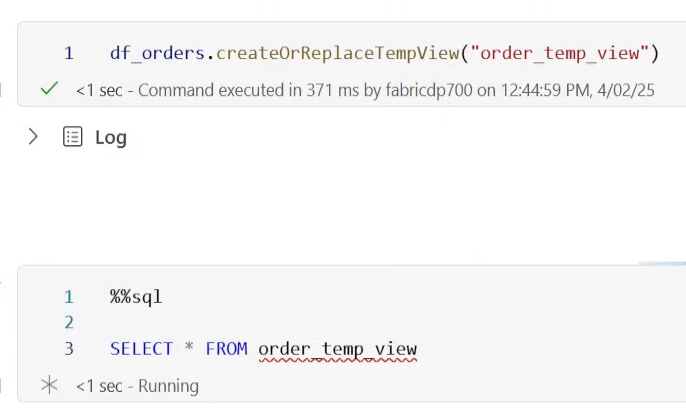 1 df_orders.createOrReplaceTempView("order_temp_view")
<1 sec - Command executed in 371 ms by fabricdp700 on 12:44:59 PM, 4/02/25
Log
1 %%sql
2
3 SELECT * FROM order_temp_view
<1 sec - Running